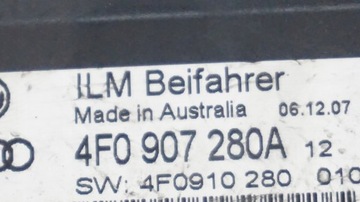 ILM Beifahrer
Made in Australia 06.12.07
4F0 907 280A 12
SW: 4F0910 280 010